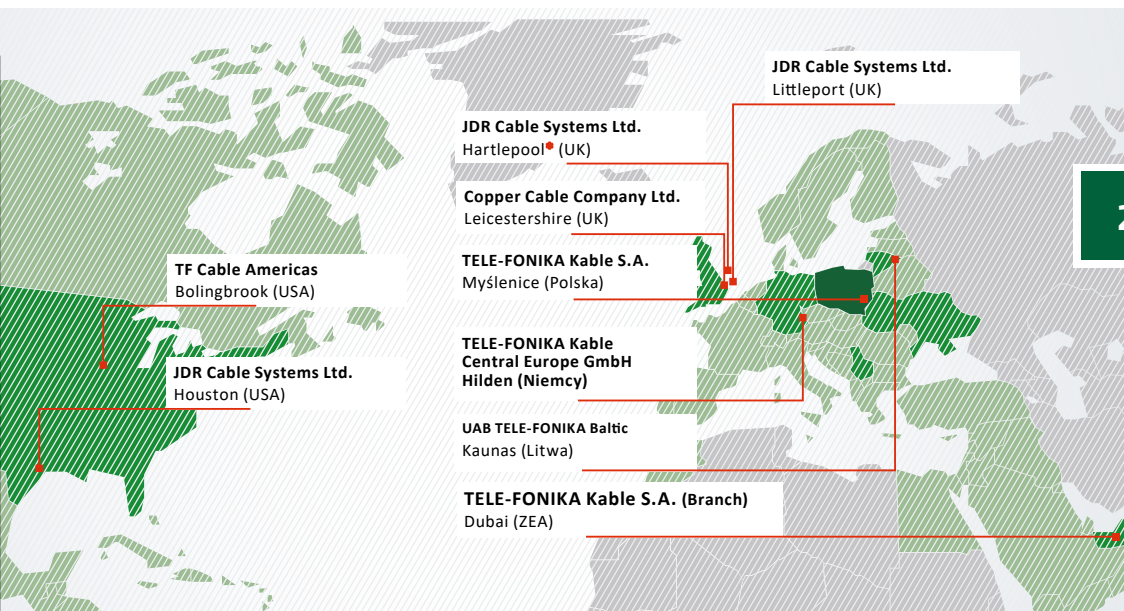 JDR Cable Systems Ltd.
Littleport (UK)
JDR Cable Systems Ltd.
Hartlepool (UK)
Copper Cable Company Ltd.
Leicestershire (UK)
TELE-FONIKA Kable S.A.
Myślenice (Polska)
TF Cable Americas
Bolingbrook (USA)
TELE-FONIKA Kable
Central Europe GmbH
Hilden (Niemcy)
JDR Cable Systems Ltd.
Houston (USA)
UAB TELE-FONIKA Baltic
Kaunas (Litwa)
TELE-FONIKA Kable S.A. (Branch)
Dubai (ZEA)